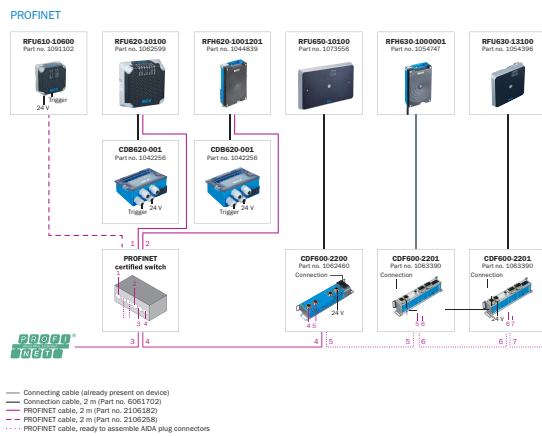 PROFINET
RFU610-10600
Part no. 1091102
Trigger
24 V
RFU620-10100
Part no. 1062599
RFH620-1001201
Part no. 1044839
RFU650-10100
Part no. 1073556
RFH630-1000001
Part no. 1054747
RFU630-13100
Part no. 1054396
CDB620-001
Part no. 1042256
24 V
Trigger
CDB620-001
Part no. 1042256
24 V
Trigger
1 2
PROFINET
certified switch
1
2
3 4
CDF600-2200
Part no. 1062460
Connection
24 V
4 5
CDF600-2201
Part no. 1063390
Connection
5 6
CDF600-2201
Part no. 1063390
Connection
24 V
6 7
PROFI
NET
3 4 4 5 5 6 6 7
Connecting cable (already present on device)
Connection cable, 2 m (Part no. 6061702)
PROFINET cable, 2 m (Part no. 2106182)
PROFINET cable, 2 m (Part no. 2106258)
PROFINET cable, ready to assemble AIDA plug connectors